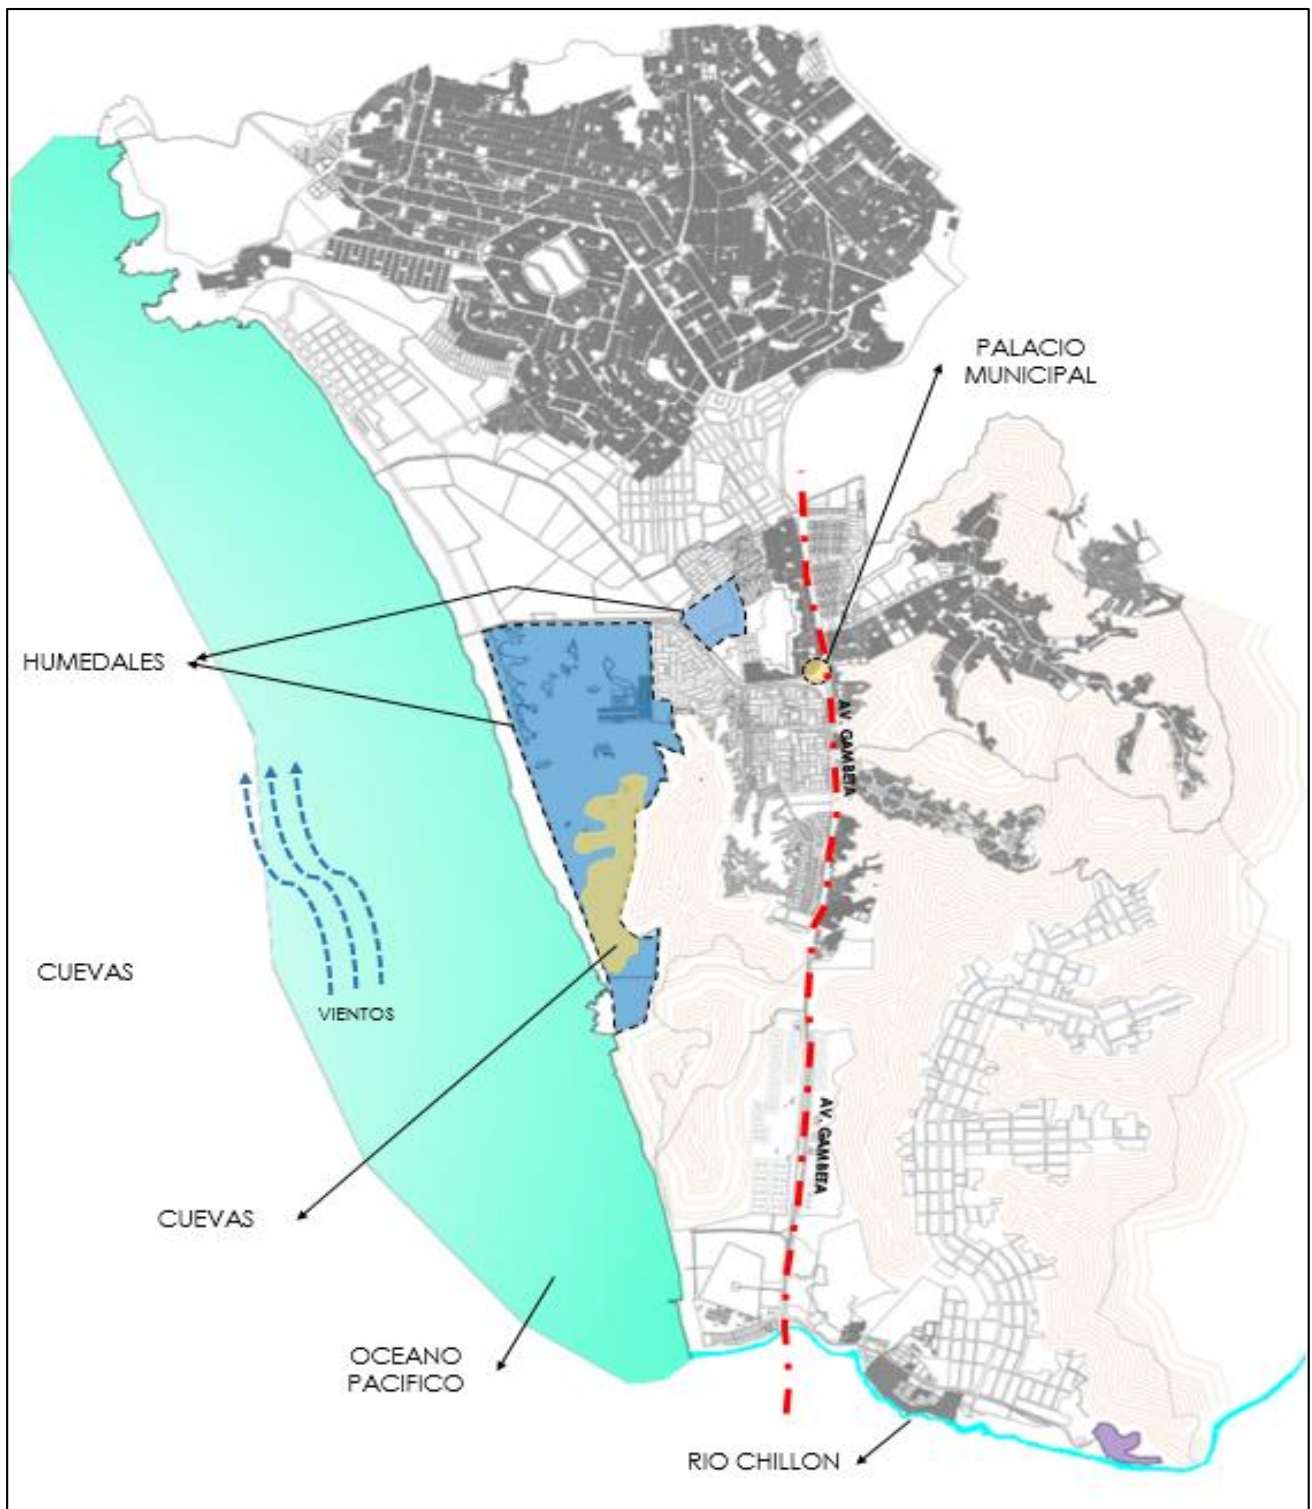 PALACIO
MUNICIPAL
HUMEDALES
AV. GAMBETA
CUEVAS
VIENTOS
AV. GAMBETA
CUEVAS
OCEANO
PACIFICO
RIO CHILLON